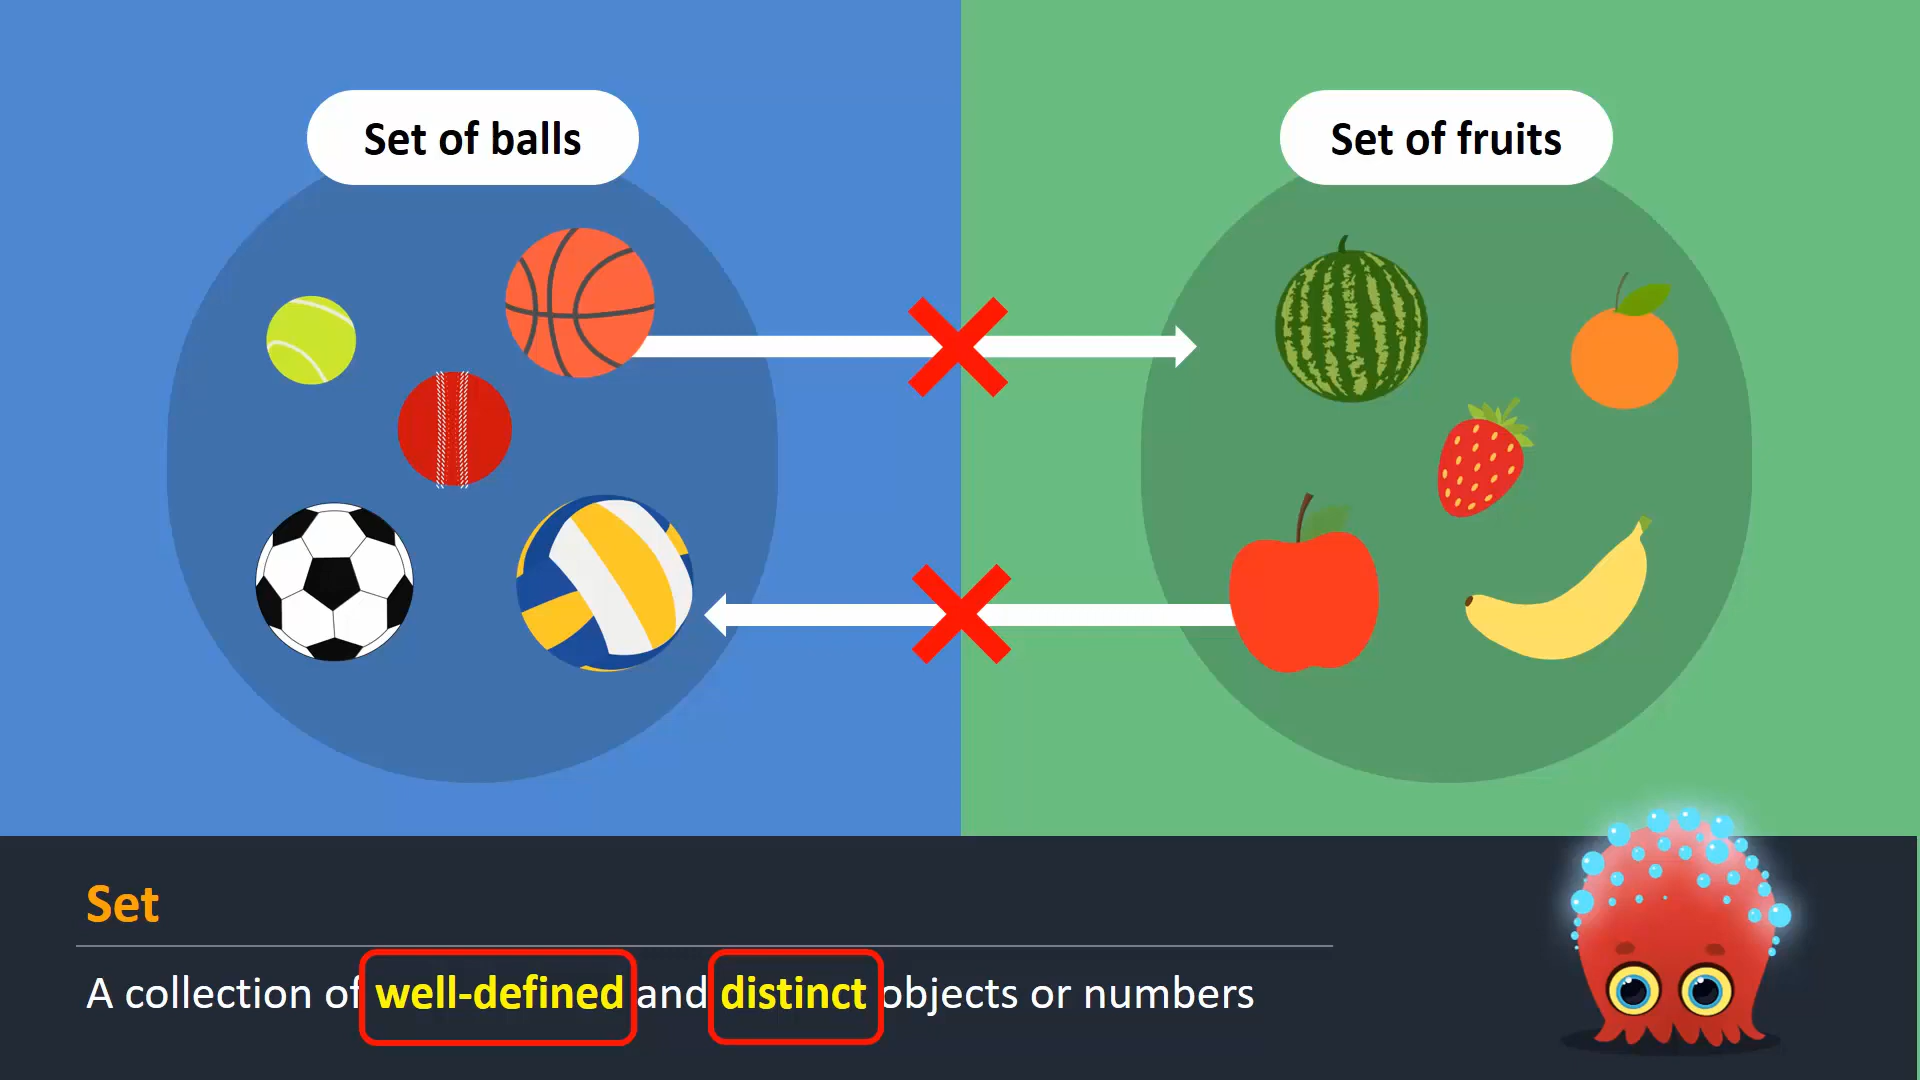 Set of balls
Set of fruits
Set
A collection of well-defined and distinct objects or numbers